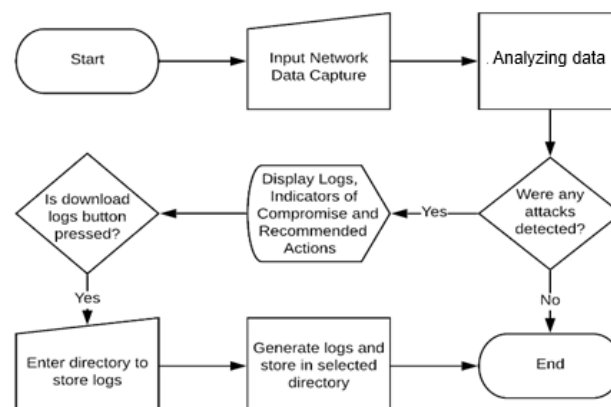 Start
Input Network
Data Capture
. Analyzing data
Is download
logs button
pressed?
Display Logs,
Indicators of
Compromise and
Recommended
Actions
Yes
Were any
attacks
detected?
Yes
No
Enter directory to
store logs
Generate logs and
store in selected
directory
End